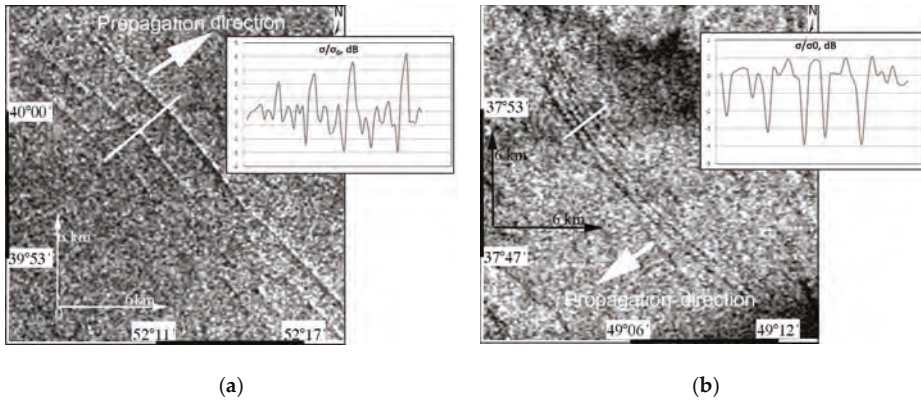 Propagation direction
N
σ/σ₀, dB
40°00´
6 km
39°53´
6 km
52°11´
52°17´
(a)
N
σ/σ0, dB
37°53´
6 km
6 km
37°47´
Propagation direction
49°06´
49°12´
(b)